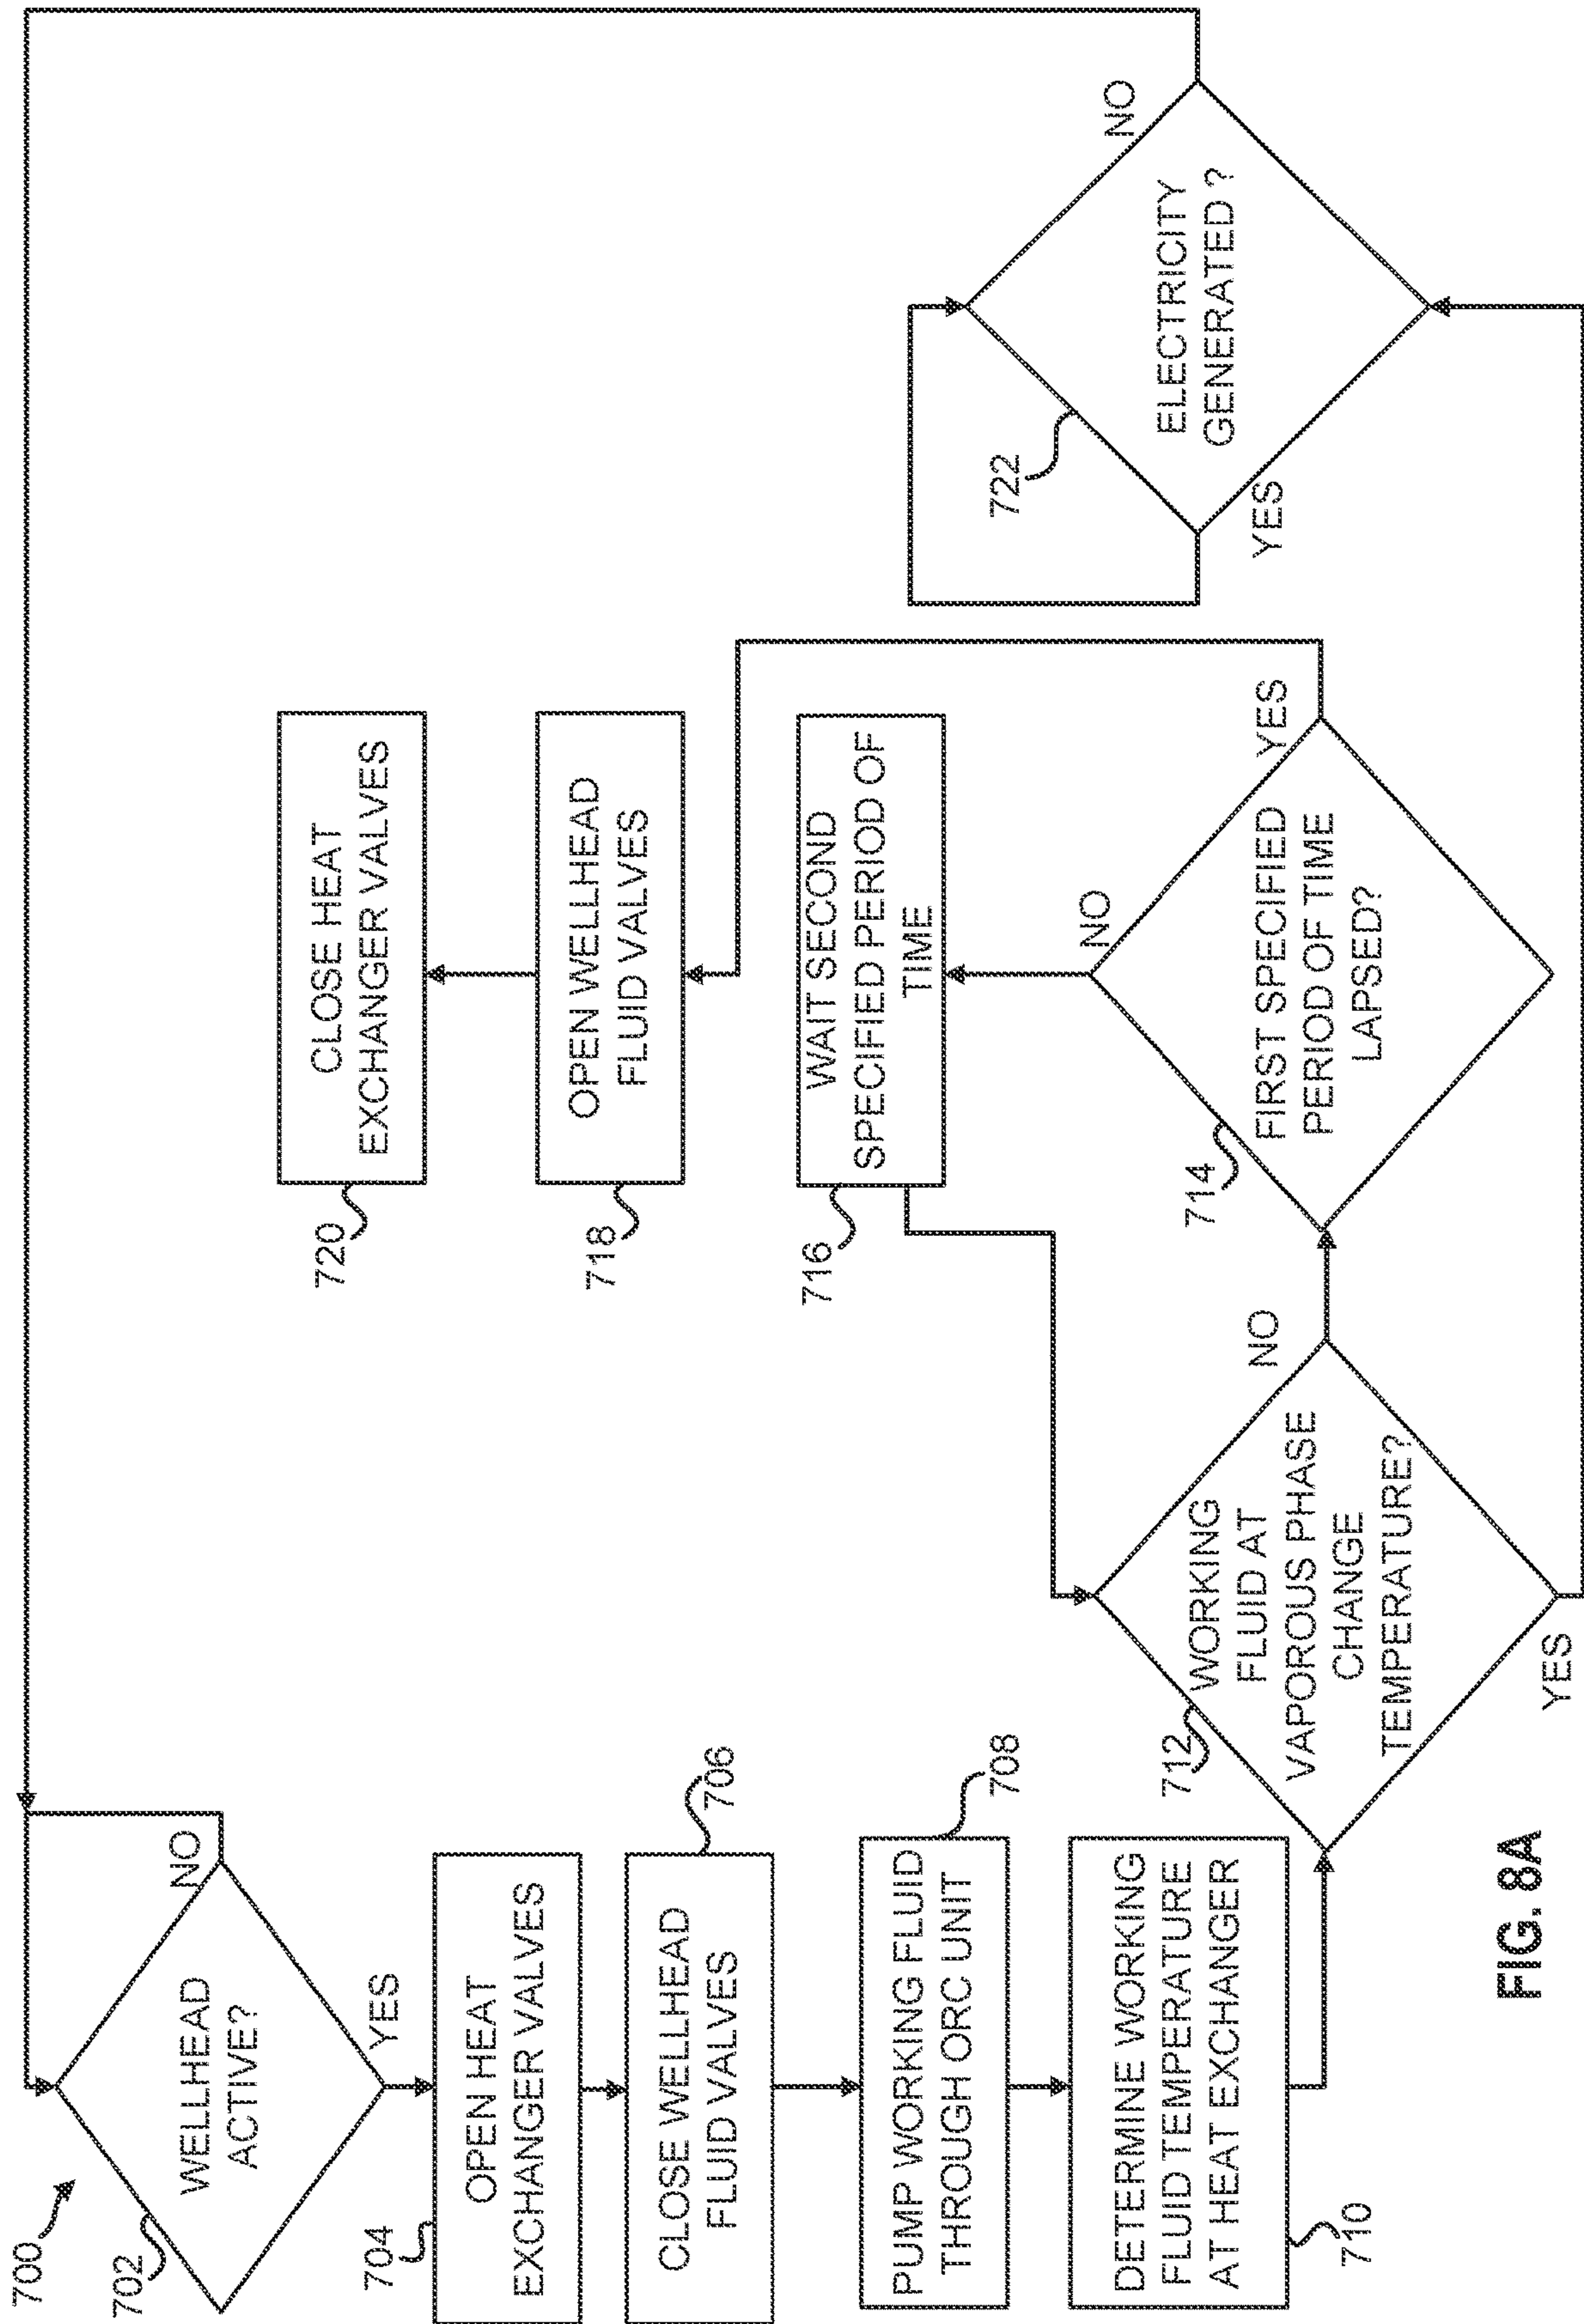 700
702
WELLHEAD
ACTIVE?
NO
YES
704
OPEN HEAT
EXCHANGER VALVES
CLOSE WELLHEAD
FLUID VALVES
706
PUMP WORKING FLUID
THROUGH ORC UNIT
708
DETERMINE WORKING
FLUID TEMPERATURE
AT HEAT EXCHANGER
710
712
WORKING
FLUID AT
VAPOROUS PHASE
CHANGE
TEMPERATURE?
NO
YES
714
FIRST SPECIFIED
PERIOD OF TIME
LAPSED?
NO
YES
716
WAIT SECOND
SPECIFIED PERIOD OF
TIME
718
OPEN WELLHEAD
FLUID VALVES
720
CLOSE HEAT
EXCHANGER VALVES
722
ELECTRICITY
GENERATED ?
NO
YES
FIG. 8A